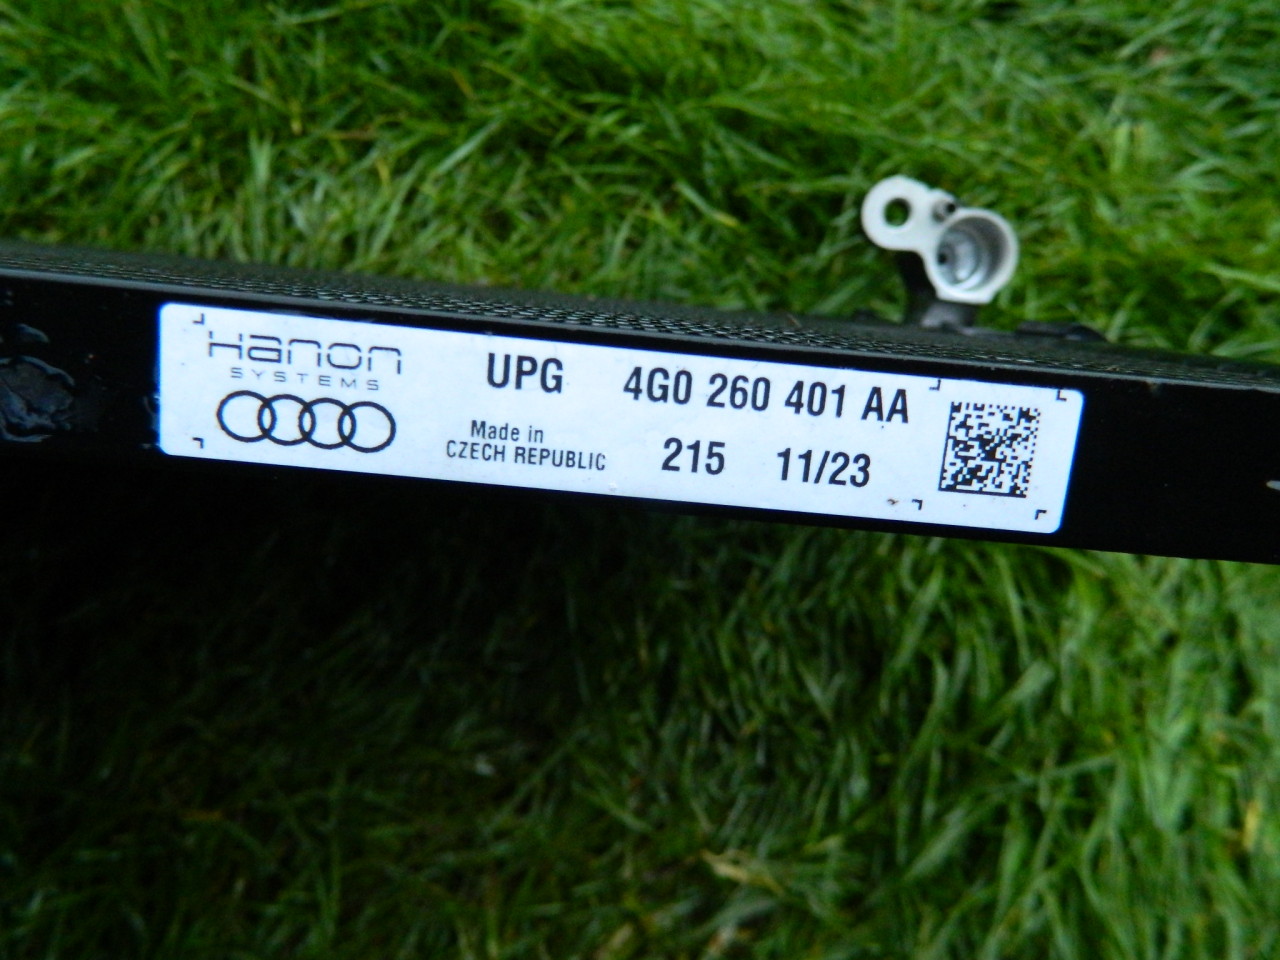 Hanon
SYSTEMS
UPG 4G0 260 401 AA
Made in
CZECH REPUBLIC
215 11/23